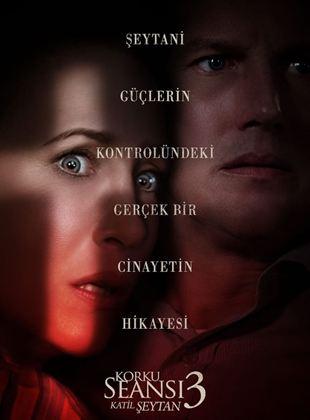 ŞEYTANİ
GÜÇLERİN
KONTROLÜNDEKİ
GERÇEK BİR
CİNAYETİN
HİKAYESİ
KORKU
SEANSI 3
KATİL ŞEYTAN